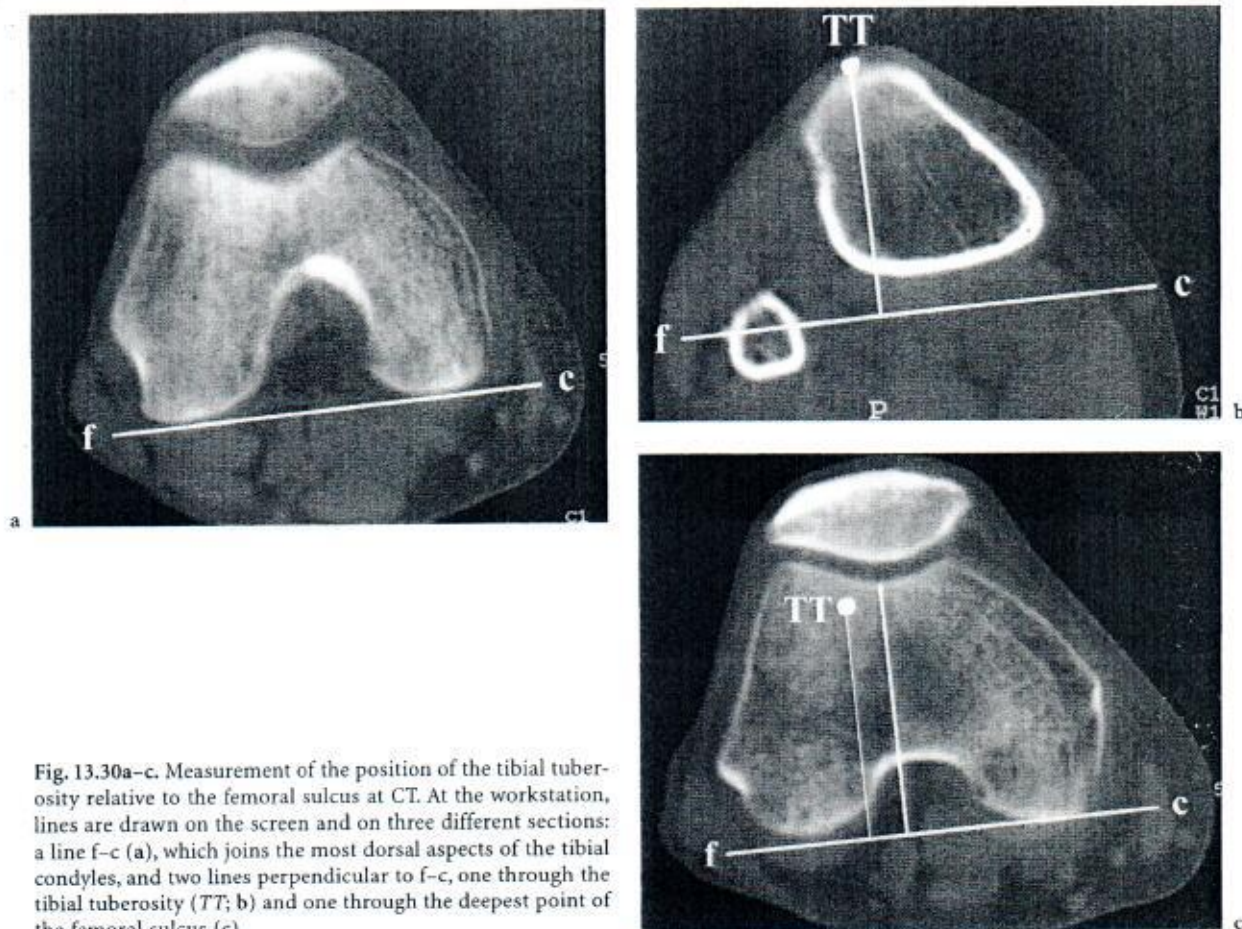 a
f
c
S
C1
TT
f
c
P
C1
W1
b
TT
f
c
s
c
Fig. 13.30a–c. Measurement of the position of the tibial tuber-
osity relative to the femoral sulcus at CT. At the workstation,
lines are drawn on the screen and on three different sections:
a line f–c (a), which joins the most dorsal aspects of the tibial
condyles, and two lines perpendicular to f–c, one through the
tibial tuberosity (TT; b) and one through the deepest point of
the femoral sulcus (c)